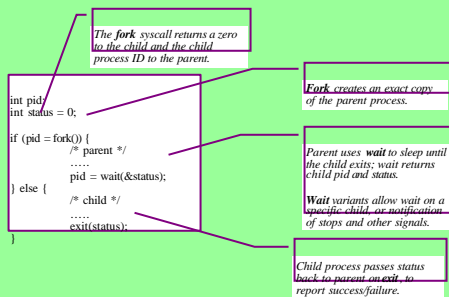 The fork syscall returns a zero
to the child and the child
process ID to the parent.
int pid;
int status = 0;
if (pid = fork()) {
/* parent */
…..
pid = wait(&status);
} else {
/* child */
…..
exit(status);
}
Fork creates an exact copy
of the parent process.
Parent uses wait to sleep until
the child exits; wait returns
child pid and status.
Wait variants allow wait on a
specific child, or notification
of stops and other signals.
Child process passes status
back to parent on exit, to
report success/failure.